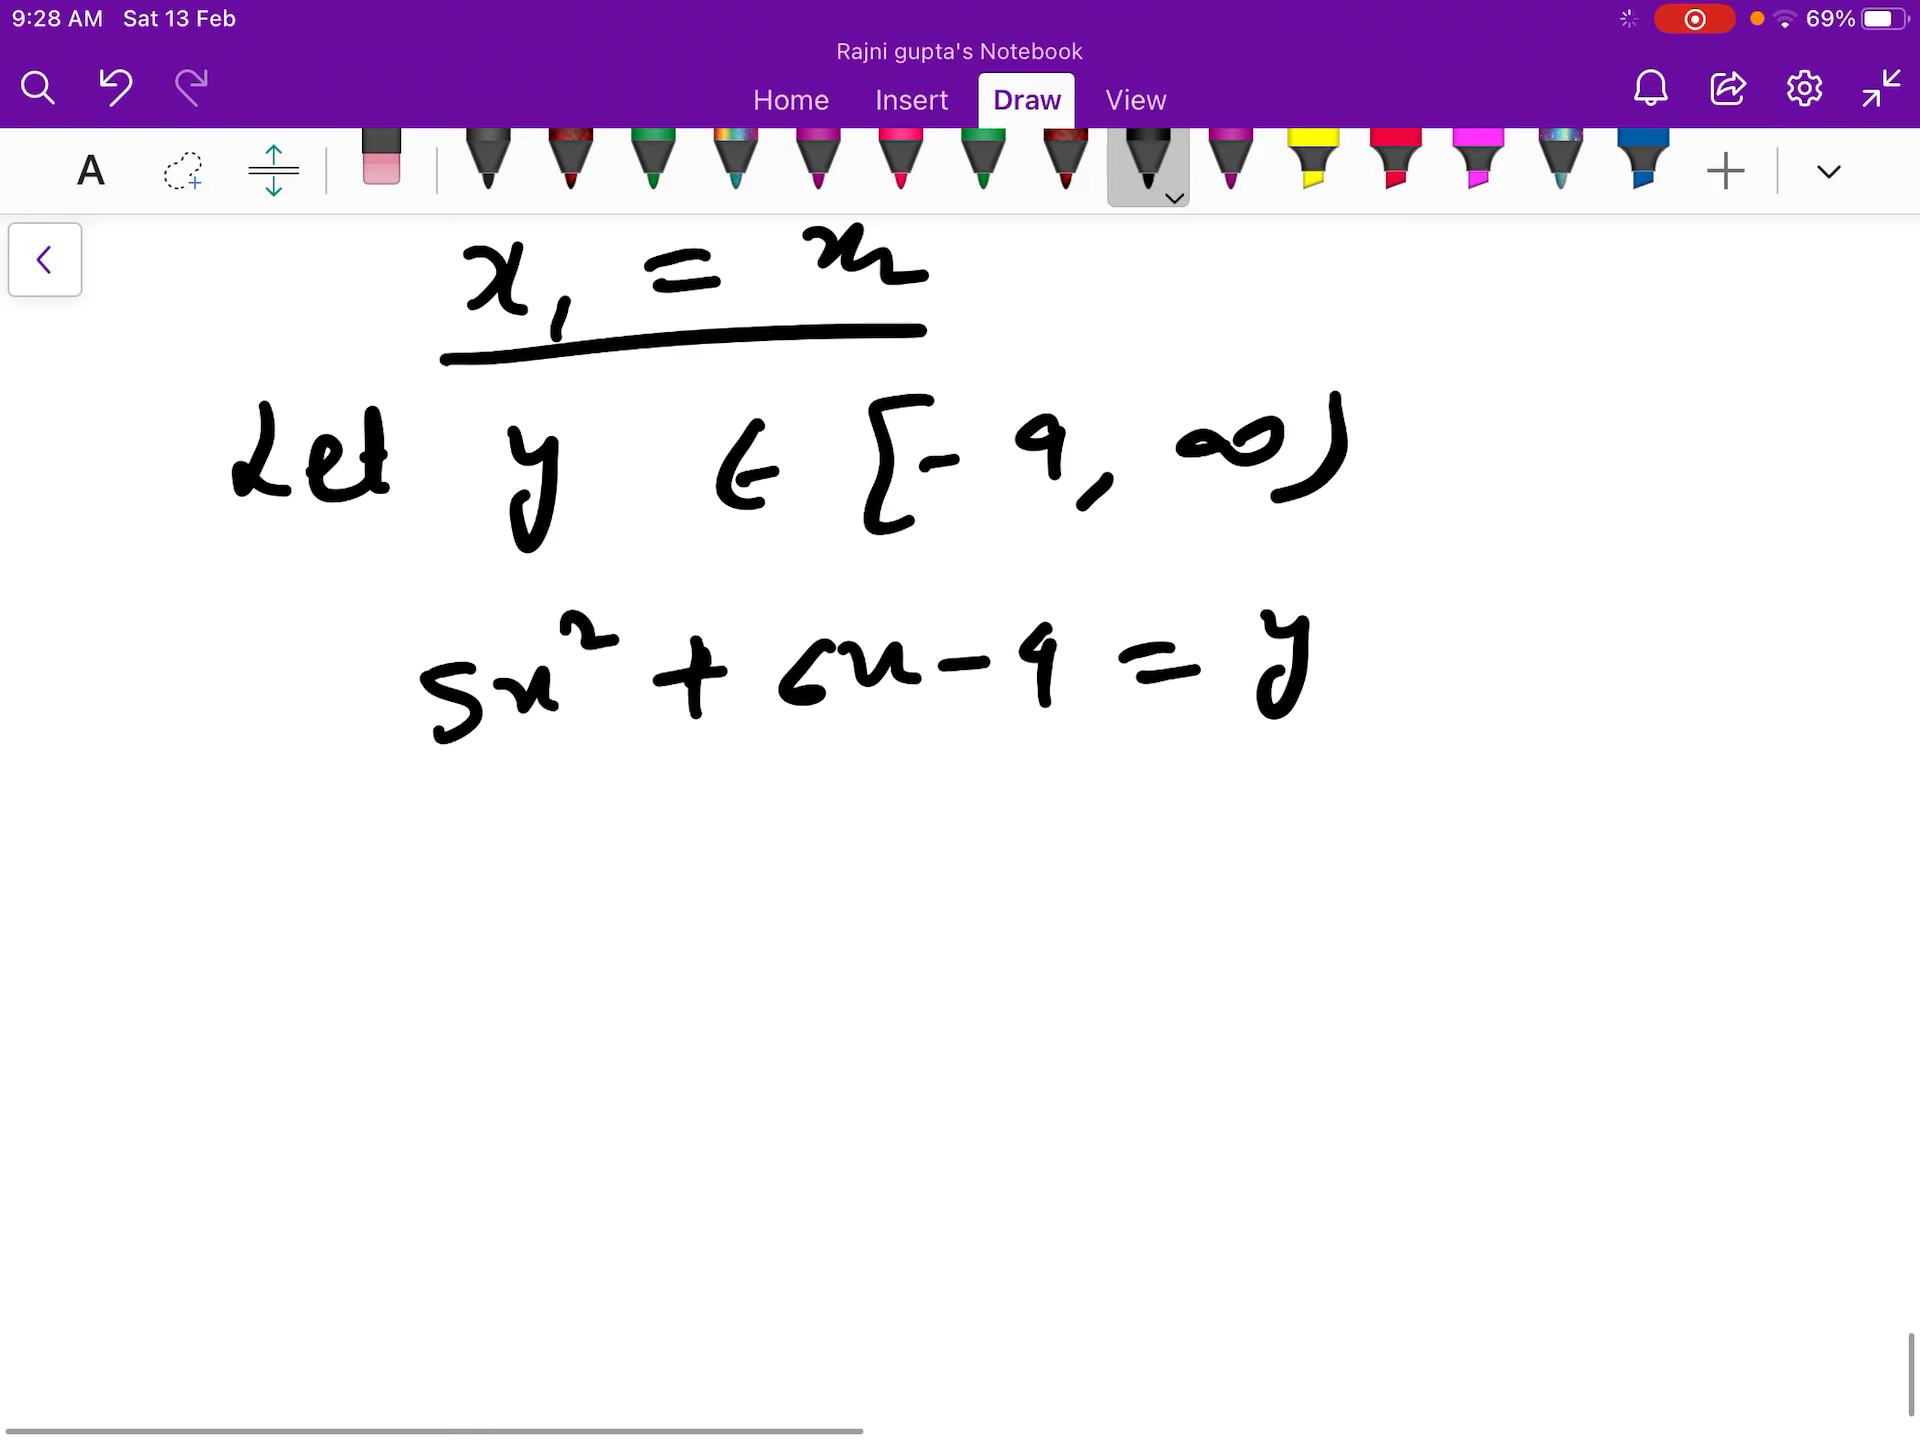 9:28 AM Sat 13 Feb 69%
Rajni gupta's Notebook
Home Insert Draw View
A
x₁ = x₂
Let y ∈ [-9, ∞)
5x² + 6x - 9 = y